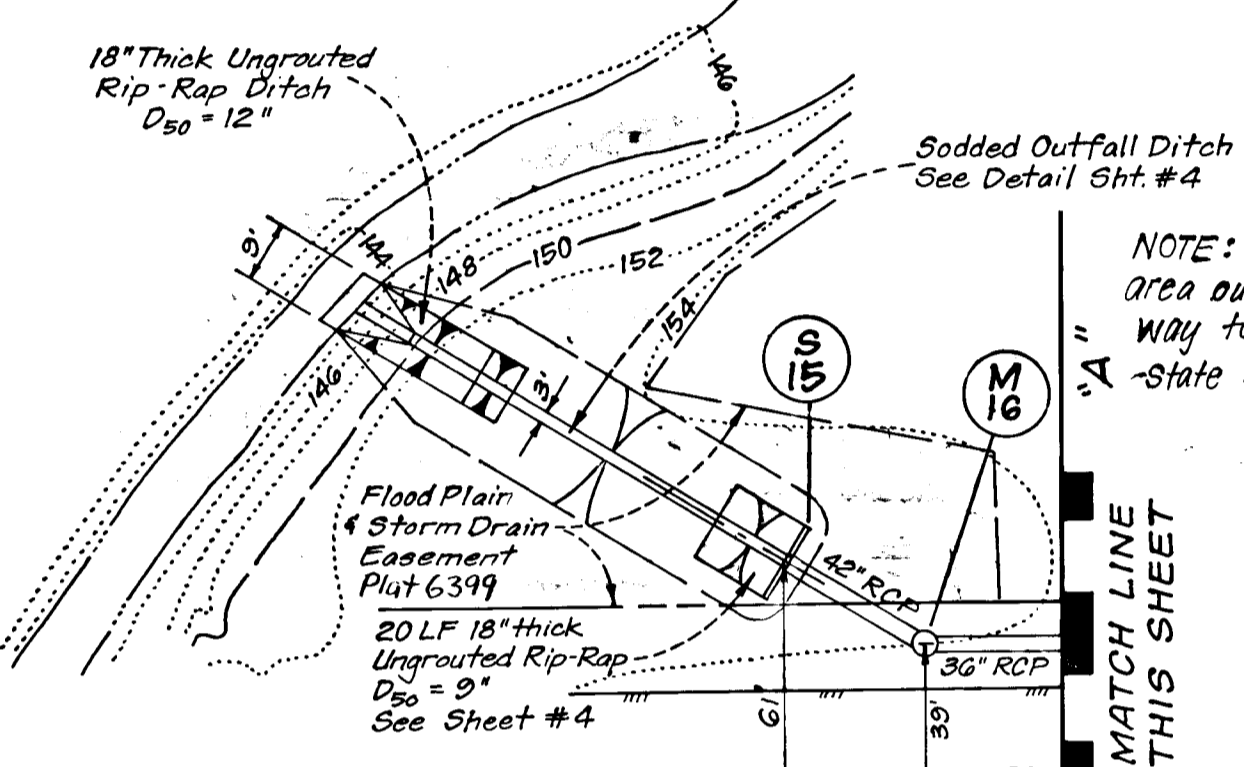 18" Thick Ungrouted
Rip-Rap Ditch
D50 = 12"
146
Sodded Outfall Ditch
See Detail Sht. #4
9'
144
148
150
152
154
NOTE:
area ou
way to
-State
"A"
S
15
M
16
146
3'
Flood Plain
& Storm Drain
Easement
Plat 6399
42" RCP
20 LF 18" thick
Ungrouted Rip-Rap
D50 = 9"
See Sheet #4
36" RCP
61'
39'
MATCH LINE
THIS SHEET